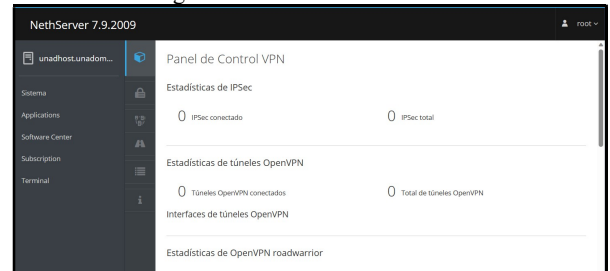 NethServer 7.9.2009
root
unadhost.unadom...
Panel de Control VPN
Sistema
Estadísticas de IPSec
Applications
0 IPSec conectado
0 IPSec total
Software Center
Subscription
Estadísticas de túneles OpenVPN
Terminal
0 Túneles OpenVPN conectados
0 Total de túneles OpenVPN
Interfaces de túneles OpenVPN
Estadísticas de OpenVPN roadwarrior